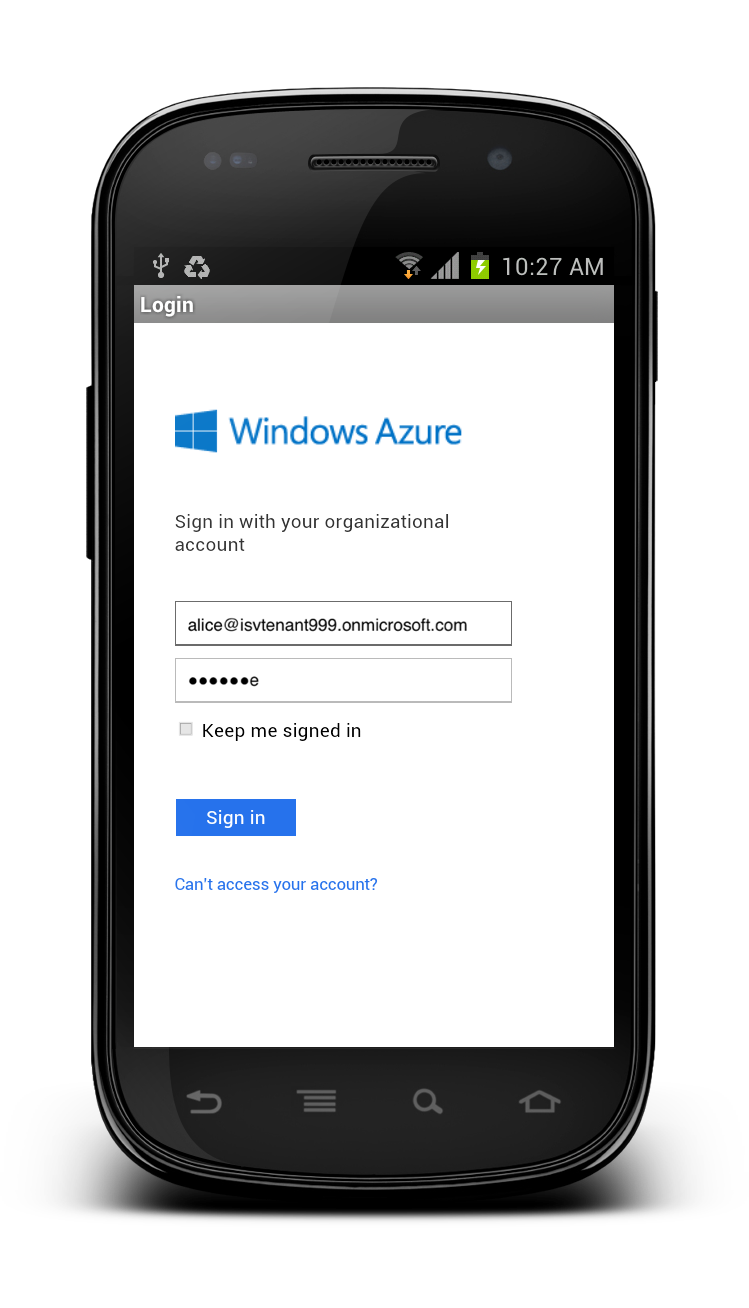 10:27 AM
Login
Windows Azure
Sign in with your organizational
account
alice@isvtenant999.onmicrosoft.com
●●●●●●e
Keep me signed in
Sign in
Can't access your account?